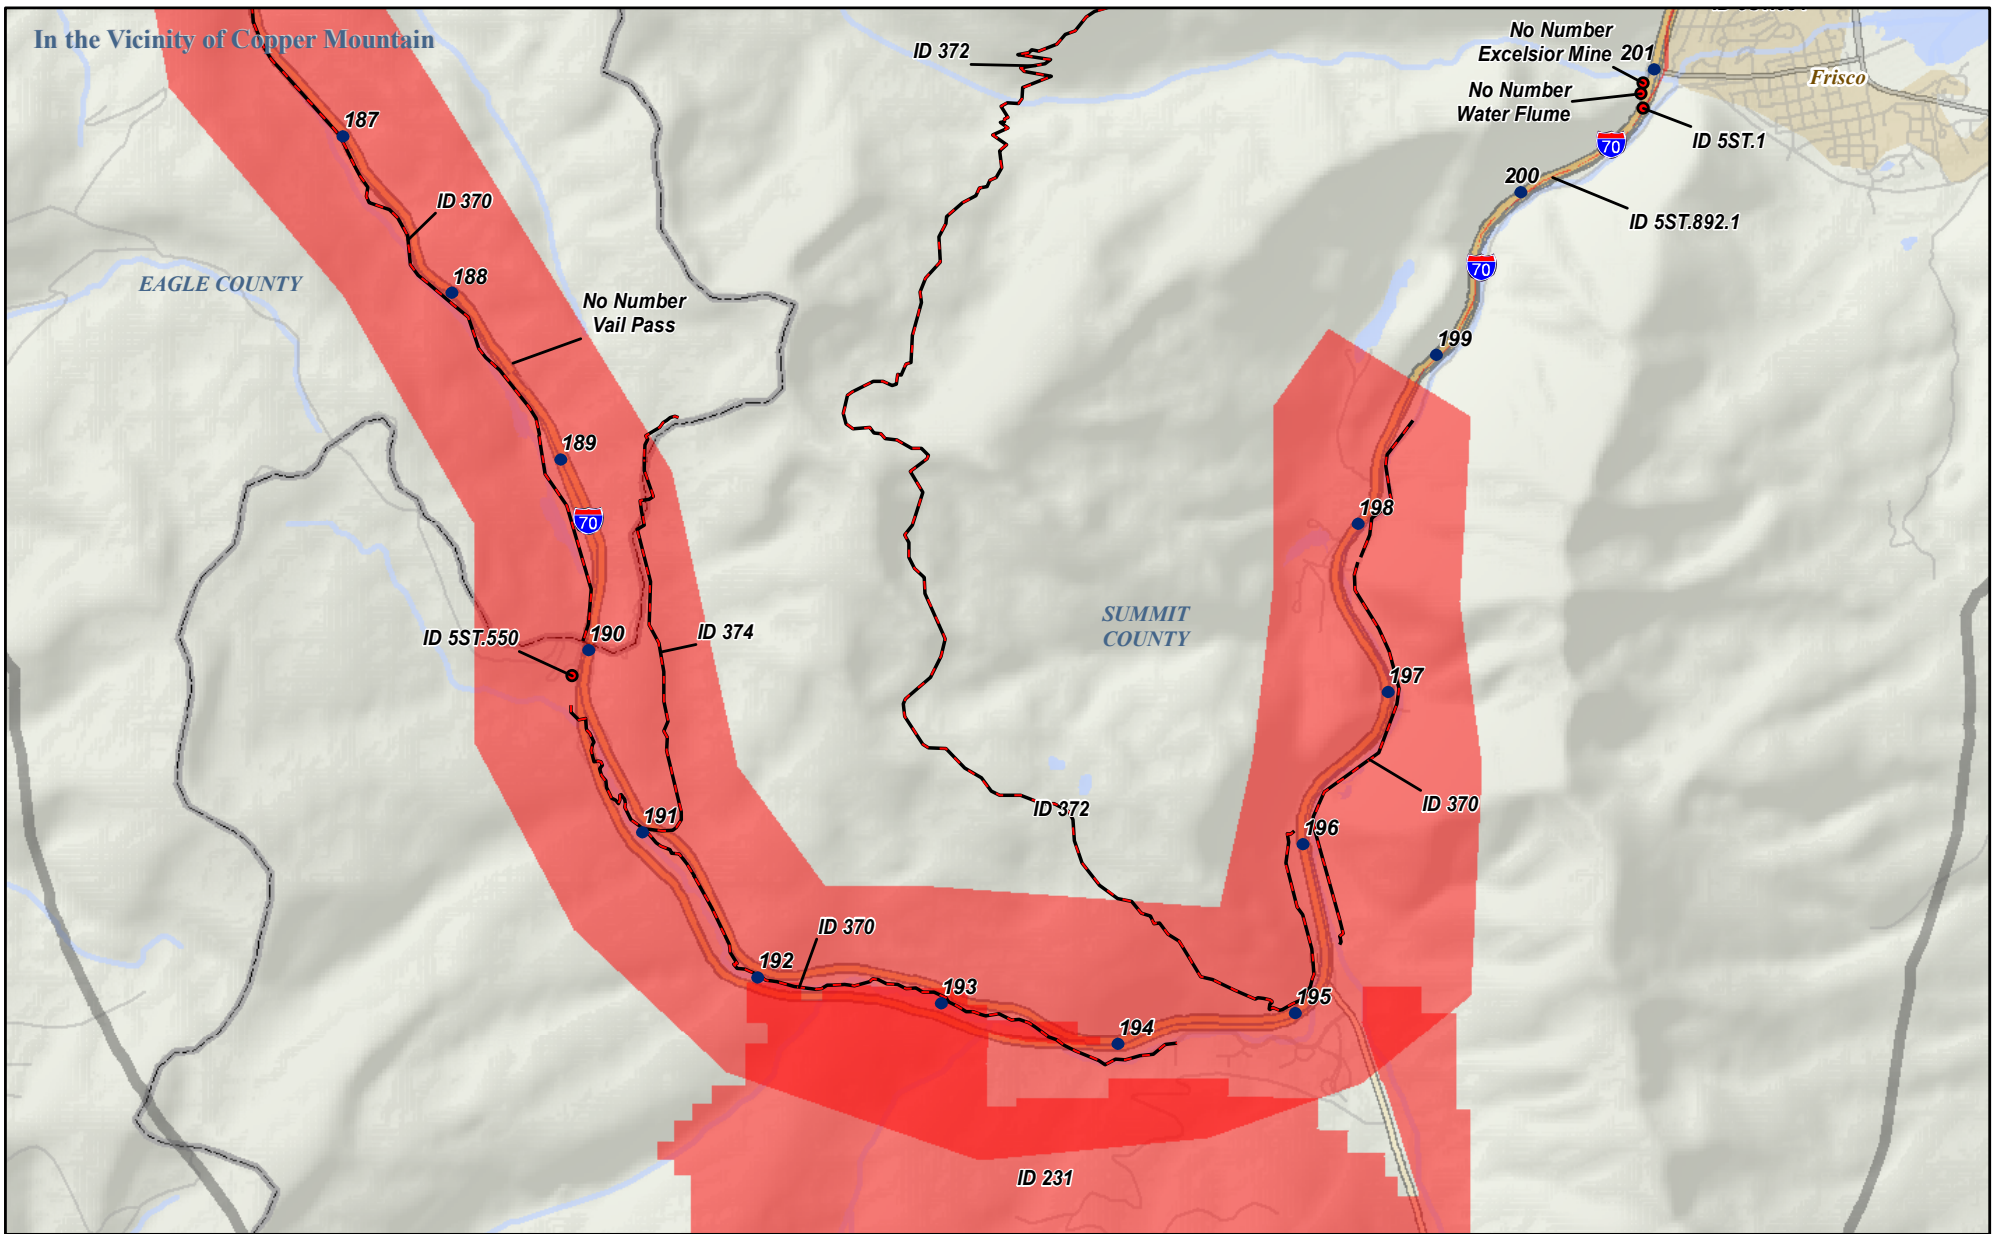 In the Vicinity of Copper Mountain
ID 372
No Number
Excelsior Mine
201
Frisco
No Number
Water Flume
ID 5ST.1
70
187
200
ID 370
ID 5ST.892.1
EAGLE COUNTY
188
70
No Number
Vail Pass
199
189
198
70
SUMMIT
COUNTY
ID 5ST.550
190
ID 374
197
ID 370
191
ID 372
196
ID 370
192
193
195
194
ID 231